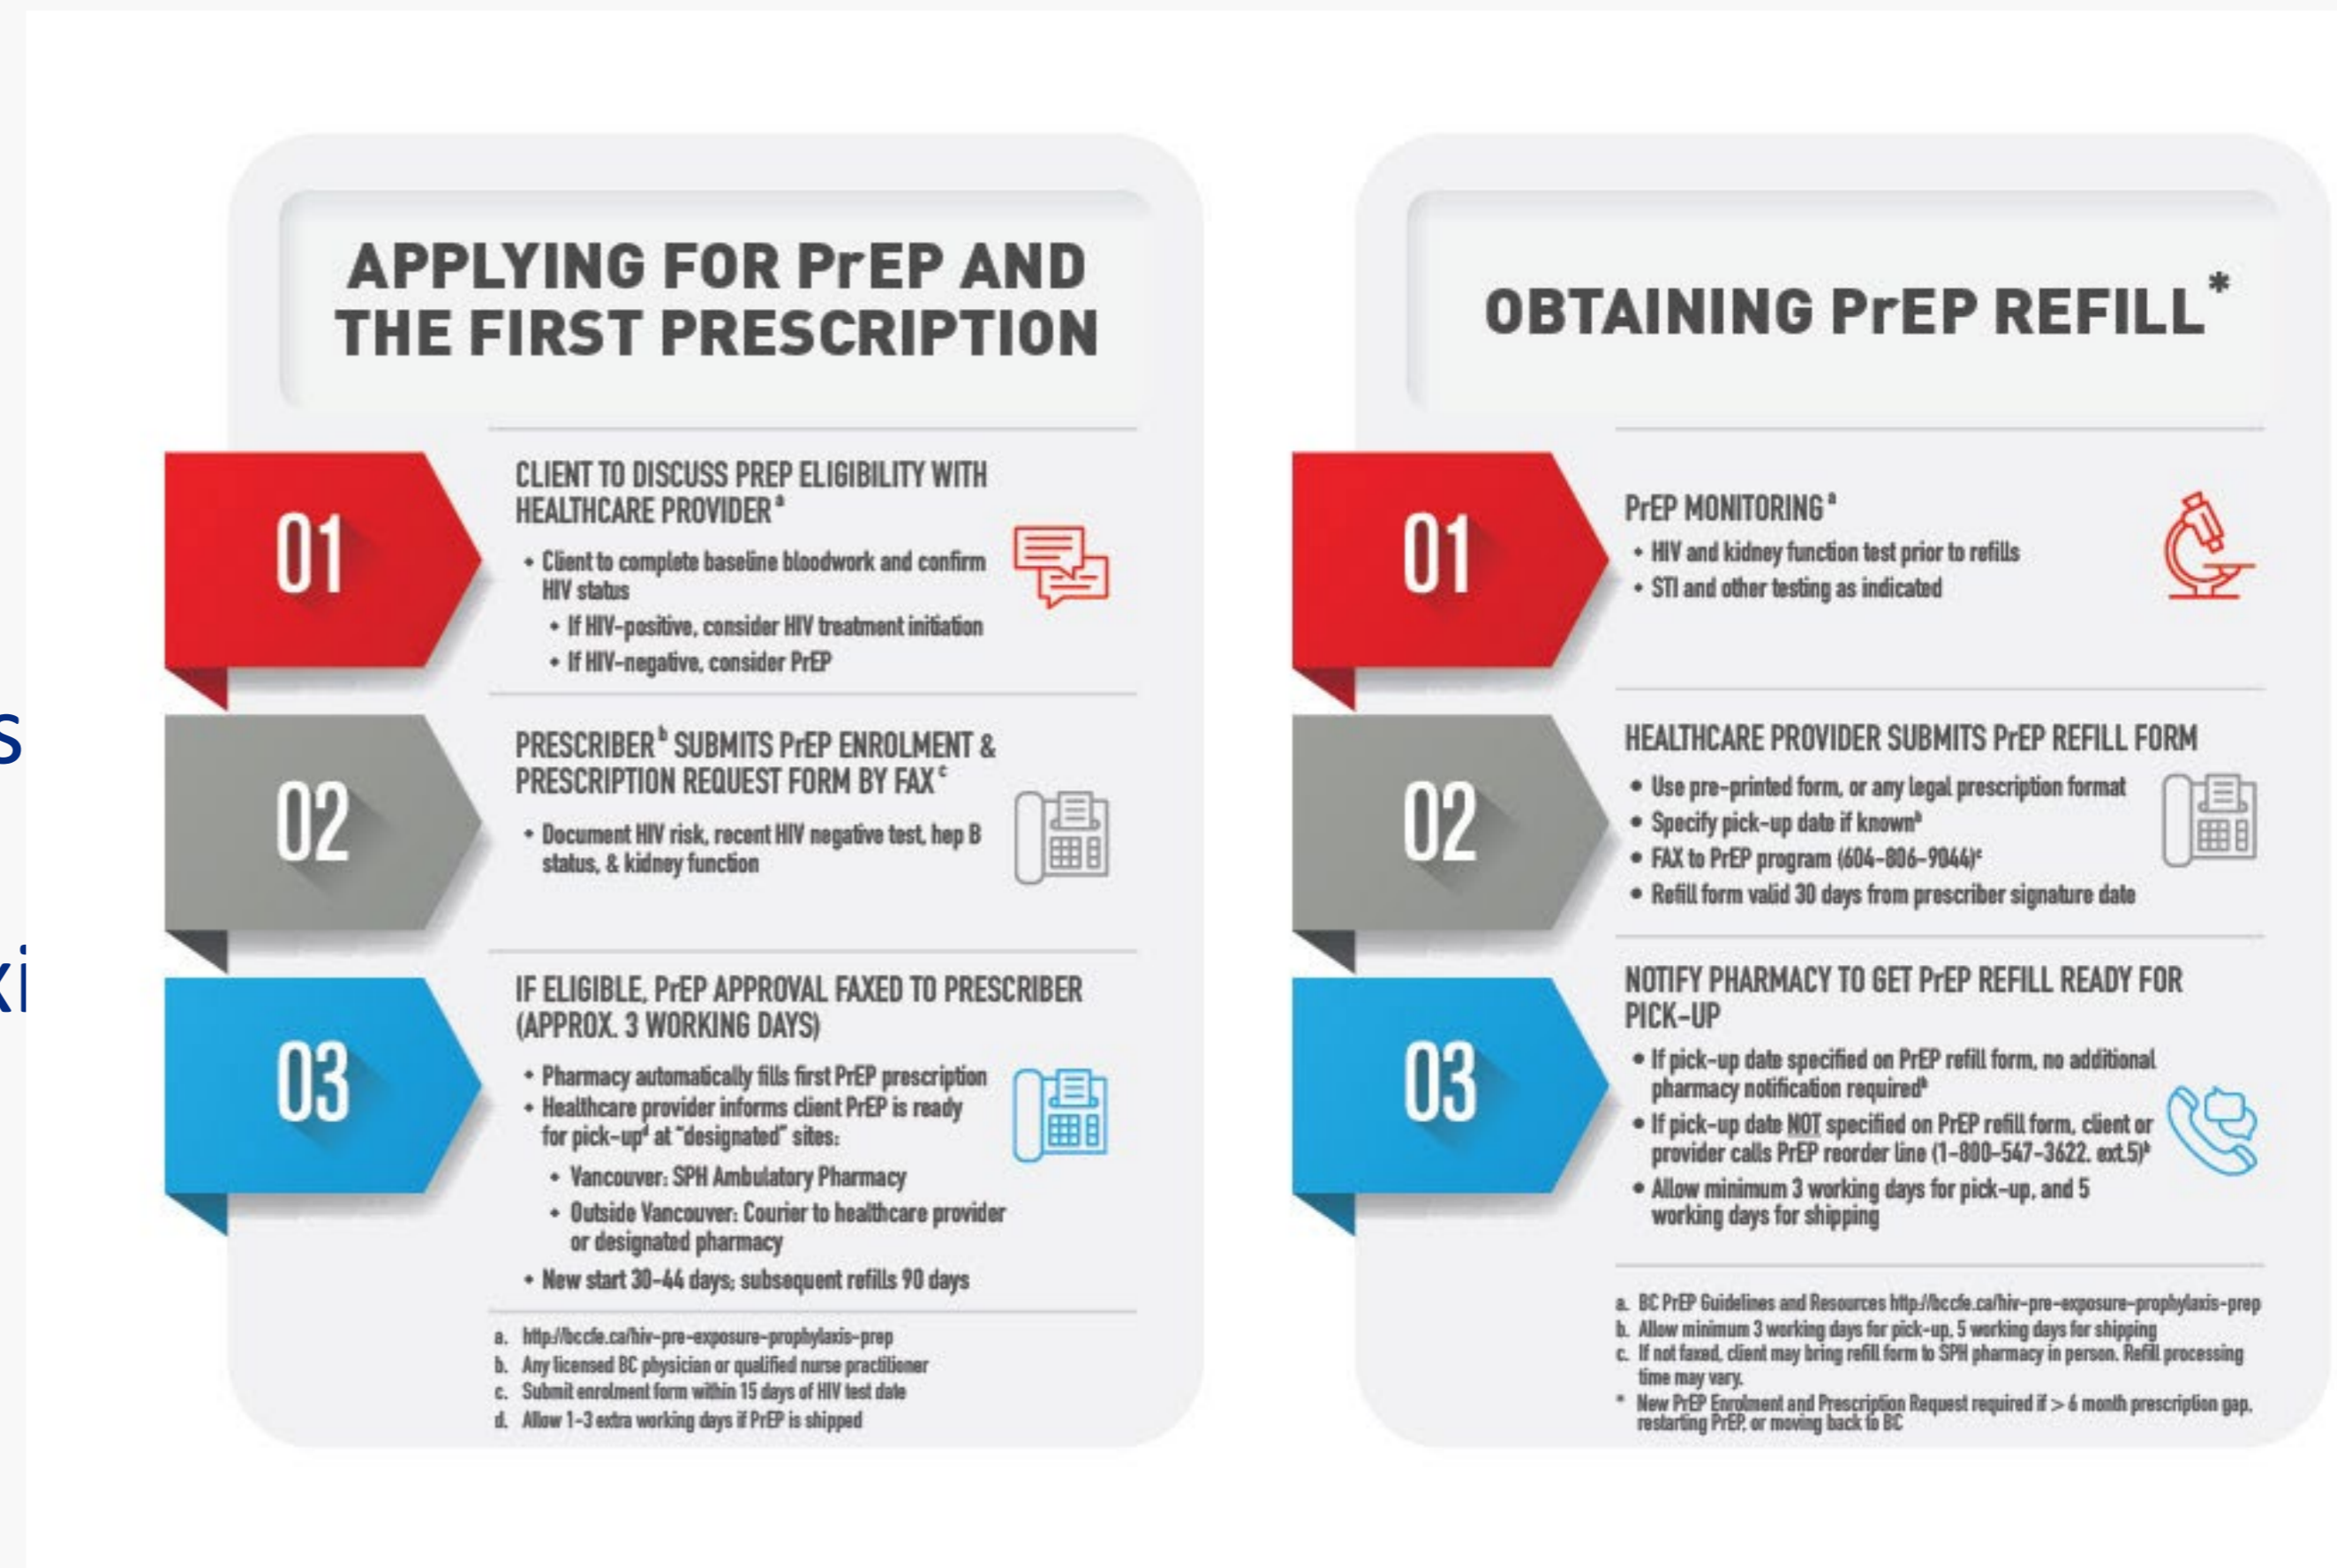 s
xi
APPLYING FOR PrEP AND
THE FIRST PRESCRIPTION
01
CLIENT TO DISCUSS PREP ELIGIBILITY WITH
HEALTHCARE PROVIDER a
• Client to complete baseline bloodwork and confirm
HIV status
• If HIV-positive, consider HIV treatment initiation
• If HIV-negative, consider PrEP
02
PRESCRIBER b SUBMITS PrEP ENROLMENT &
PRESCRIPTION REQUEST FORM BY FAX c
• Document HIV risk, recent HIV negative test, hep B
status, & kidney function
03
IF ELIGIBLE, PrEP APPROVAL FAXED TO PRESCRIBER
(APPROX. 3 WORKING DAYS)
• Pharmacy automatically fills first PrEP prescription
• Healthcare provider informs client PrEP is ready
for pick-up d at "designated" sites:
• Vancouver: SPH Ambulatory Pharmacy
• Outside Vancouver: Courier to healthcare provider
or designated pharmacy
• New start 30-44 days; subsequent refills 90 days
a. http://bccfe.ca/hiv-pre-exposure-prophylaxis-prep
b. Any licensed BC physician or qualified nurse practitioner
c. Submit enrolment form within 15 days of HIV test date
d. Allow 1-3 extra working days if PrEP is shipped
OBTAINING PrEP REFILL*
01
PrEP MONITORING a
• HIV and kidney function test prior to refills
• STI and other testing as indicated
02
HEALTHCARE PROVIDER SUBMITS PrEP REFILL FORM
• Use pre-printed form, or any legal prescription format
• Specify pick-up date if known b
• FAX to PrEP program (604-806-9044) c
• Refill form valid 30 days from prescriber signature date
03
NOTIFY PHARMACY TO GET PrEP REFILL READY FOR
PICK-UP
• If pick-up date specified on PrEP refill form, no additional
pharmacy notification required b
• If pick-up date NOT specified on PrEP refill form, client or
provider calls PrEP reorder line (1-800-547-3622. ext.5) b
• Allow minimum 3 working days for pick-up, and 5
working days for shipping
a. BC PrEP Guidelines and Resources http://bccfe.ca/hiv-pre-exposure-prophylaxis-prep
b. Allow minimum 3 working days for pick-up, 5 working days for shipping
c. If not faxed, client may bring refill form to SPH pharmacy in person. Refill processing
time may vary.
* New PrEP Enrolment and Prescription Request required if > 6 month prescription gap,
restarting PrEP, or moving back to BC